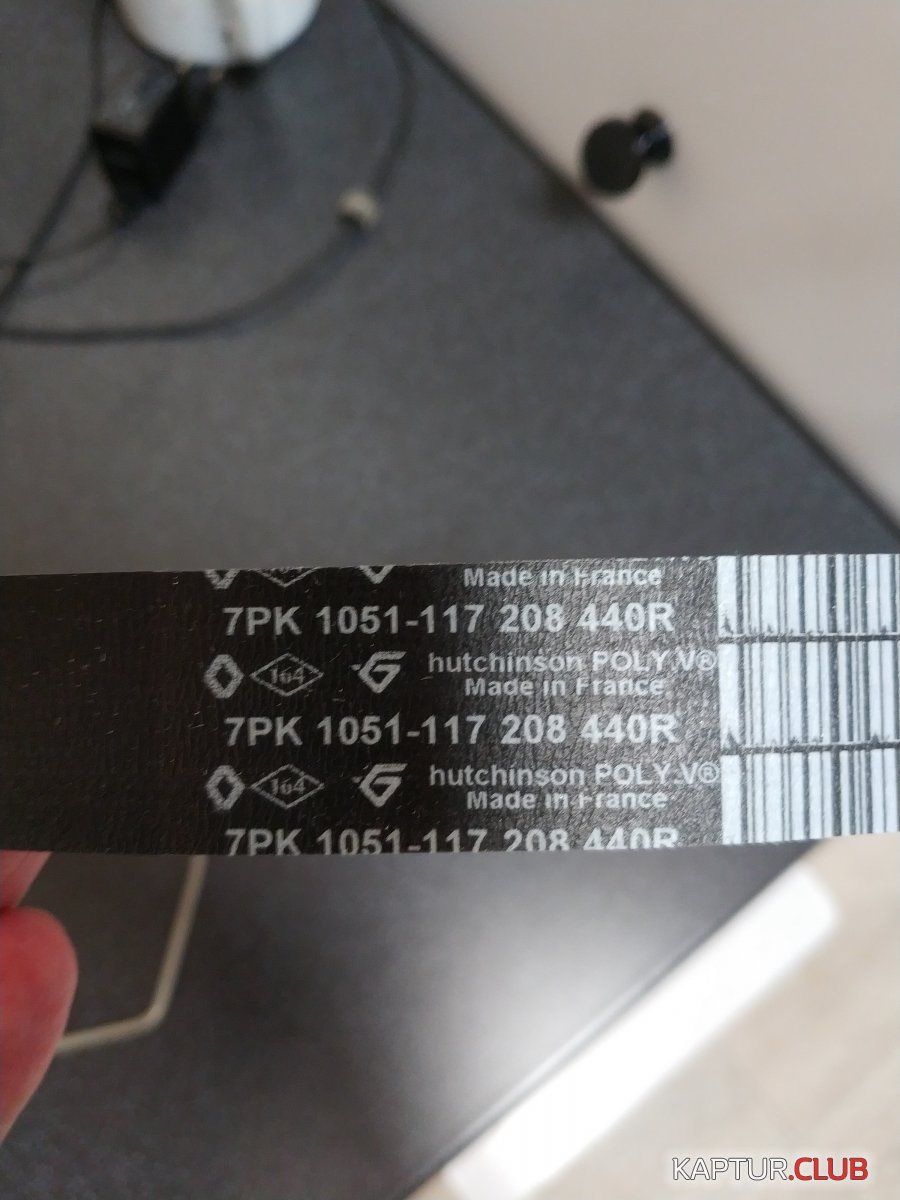 Made in France
7PK 1051-117 208 440R
164 hutchinson POLY V®
Made in France
7PK 1051-117 208 440R
164 hutchinson POLY V®
Made in France
7PK 1051-117 208 440R
KAPTUR.CLUB